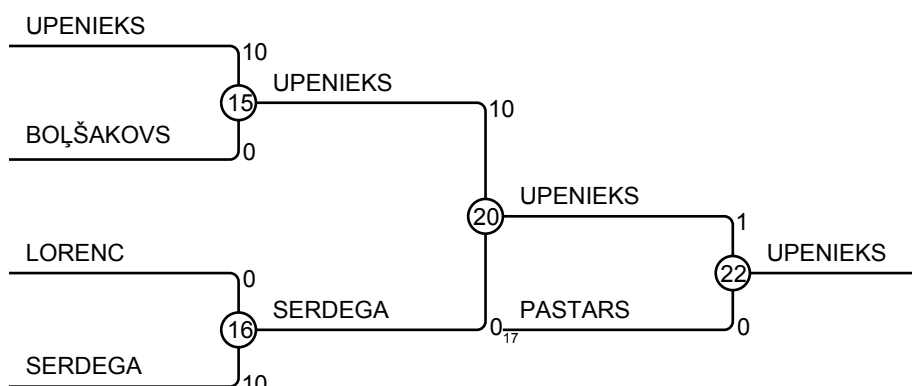 UPENIEKS
10
15
UPENIEKS
10
BOĻŠAKOVS
0
20
UPENIEKS
1
LORENC
0
22
UPENIEKS
16
SERDEGA
0
17
PASTARS
0
SERDEGA
10